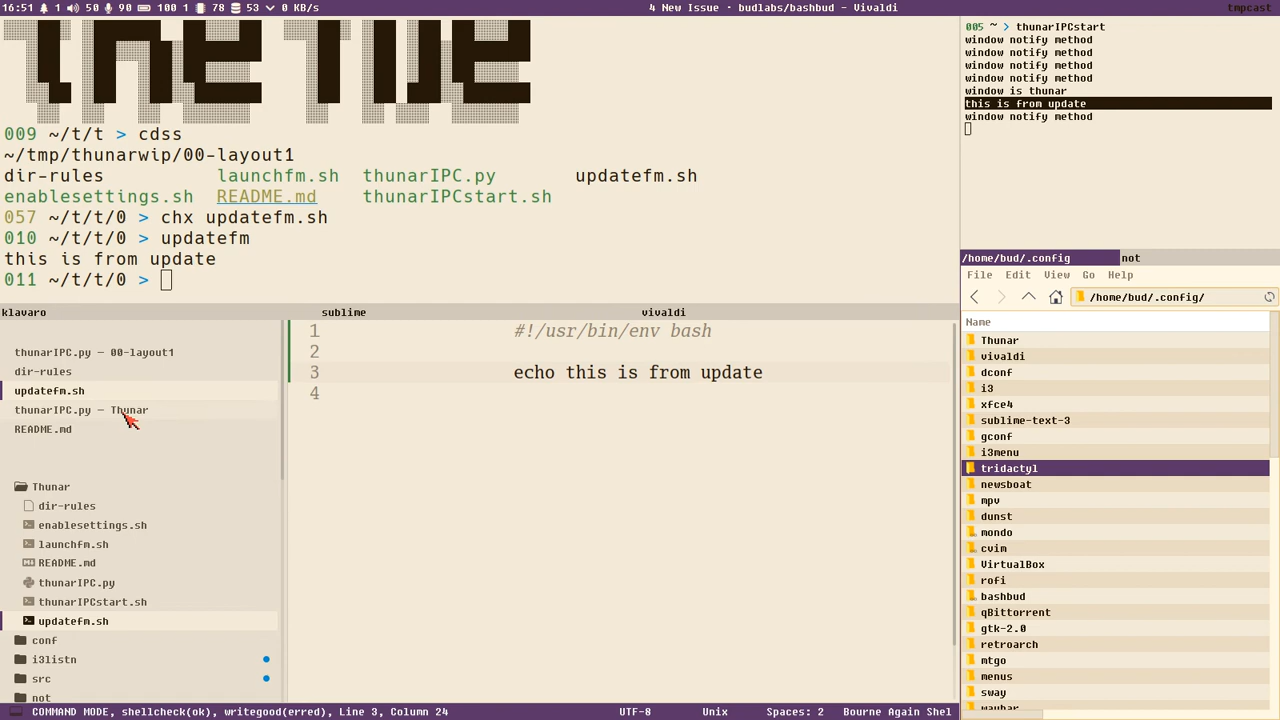 16:51 1 50 90 100 1 78 53 0 KB/s
4 New Issue · budlabs/bashbud - Vivaldi
tmpcast
009 ~/t/t > cdss
~/tmp/thunarwip/00-layout1
dir-rules launchfm.sh thunarIPC.py updatefm.sh
enablesettings.sh README.md thunarIPCstart.sh
057 ~/t/t/0 > chx updatefm.sh
010 ~/t/t/0 > updatefm
this is from update
011 ~/t/t/0 >
005 ~ > thunarIPCstart
window notify method
window notify method
window notify method
window notify method
window is thunar
this is from update
window notify method
klavaro sublime vivaldi
thunarIPC.py — 00-layout1
dir-rules
updatefm.sh
thunarIPC.py — Thunar
README.md
Thunar
dir-rules
enablesettings.sh
launchfm.sh
README.md
thunarIPC.py
thunarIPCstart.sh
updatefm.sh
conf
i3listn
src
not
1 #!/usr/bin/env bash
2
3 echo this is from update
4
/home/bud/.config not
File Edit View Go Help
/home/bud/.config/
Name
Thunar
vivaldi
dconf
i3
xfce4
sublime-text-3
gconf
i3menu
tridactyl
newsboat
mpv
dunst
mondo
cvim
VirtualBox
rofi
bashbud
qBittorrent
gtk-2.0
retroarch
mtgo
menus
sway
COMMAND MODE, shellcheck(ok), writegood(erred), Line 3, Column 24 UTF-8 Unix Spaces: 2 Bourne Again Shel